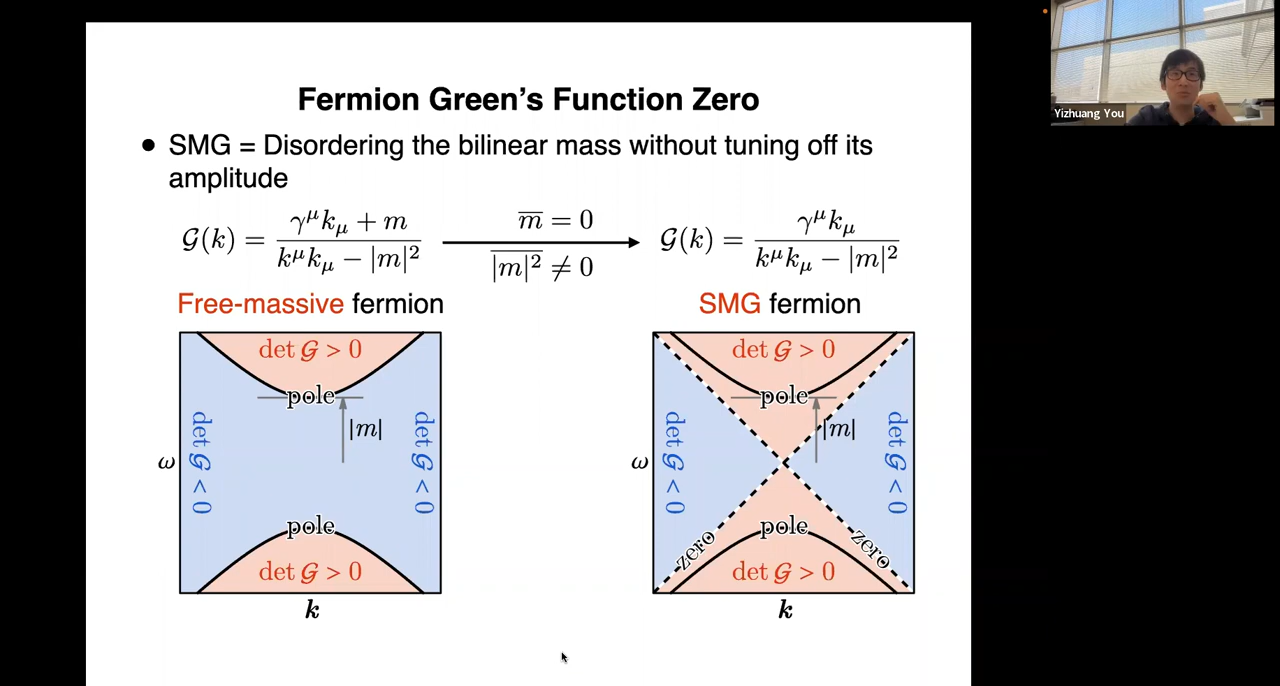 Fermion Green's Function Zero
• SMG = Disordering the bilinear mass without tuning off its
amplitude
𝒢(k) = (γ^μ k_μ + m) / (k^μ k_μ − |m|²)
m̅ = 0
\overline{|m|²} ≠ 0
𝒢(k) = γ^μ k_μ / (k^μ k_μ − |m|²)
Free-massive fermion
SMG fermion
det 𝒢 > 0
pole
|m|
det 𝒢 < 0
det 𝒢 < 0
ω
pole
det 𝒢 > 0
k
det 𝒢 > 0
pole
|m|
det 𝒢 < 0
det 𝒢 < 0
ω
zero
pole
zero
det 𝒢 > 0
k
Yizhuang You